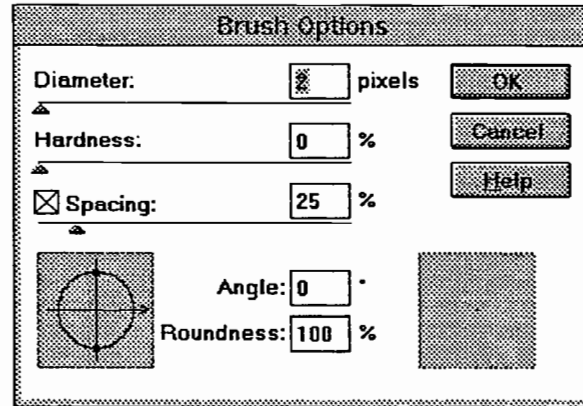 Brush Options
Diameter: 2 pixels OK
Hardness: 0 % Cancel
Spacing: 25 % Help
Angle: 0 °
Roundness: 100 %